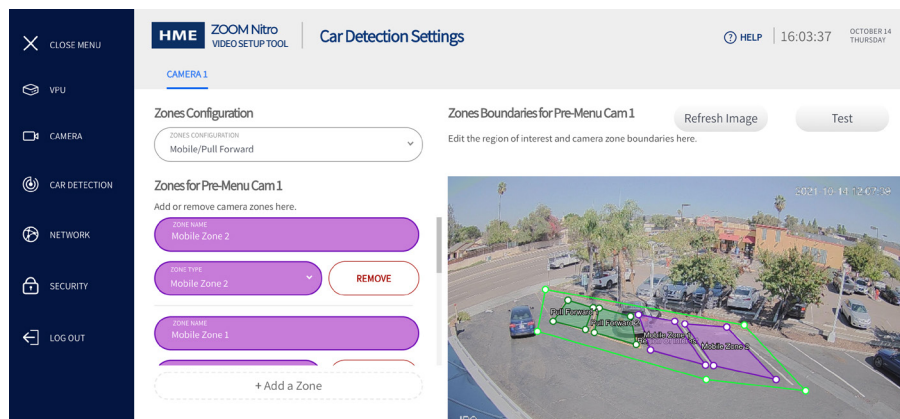 CLOSE MENU
VPU
CAMERA
CAR DETECTION
NETWORK
SECURITY
LOG OUT
HME
ZOOM Nitro
VIDEO SETUP TOOL
Car Detection Settings
? HELP
16:03:37
OCTOBER 14
THURSDAY
CAMERA 1
Zones Configuration
ZONES CONFIGURATION
Mobile/Pull Forward
Zones for Pre-Menu Cam 1
Add or remove camera zones here.
ZONE NAME
Mobile Zone 2
ZONE TYPE
Mobile Zone 2
REMOVE
ZONE NAME
Mobile Zone 1
+ Add a Zone
Zones Boundaries for Pre-Menu Cam 1
Refresh Image
Test
Edit the region of interest and camera zone boundaries here.
Pull Forward 1
Pull Forward 2
Mobile Zone 2